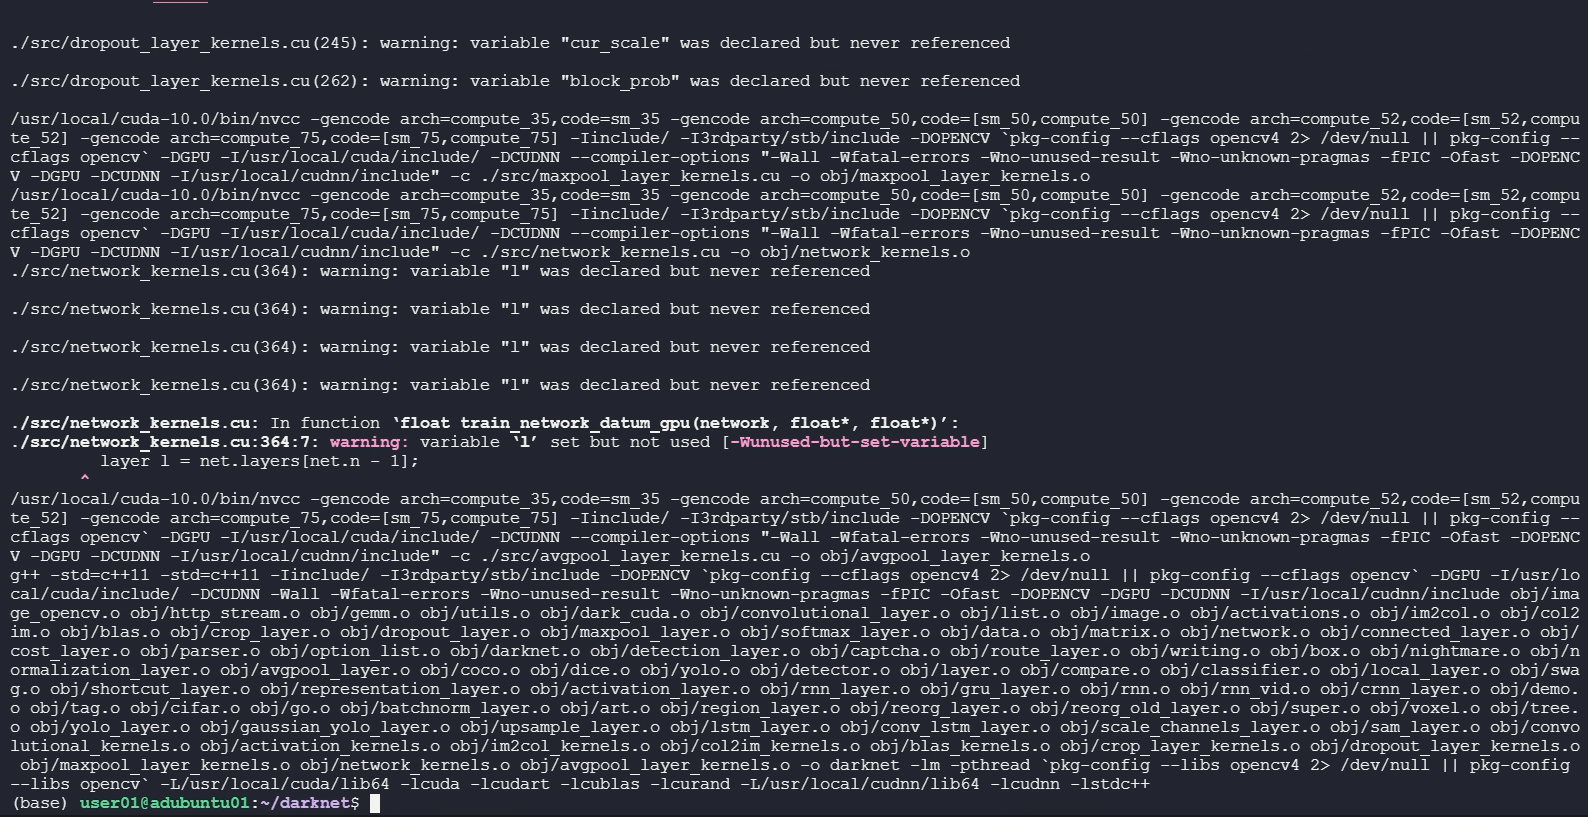 ./src/dropout_layer_kernels.cu(245): warning: variable "cur_scale" was declared but never referenced
./src/dropout_layer_kernels.cu(262): warning: variable "block_prob" was declared but never referenced
/usr/local/cuda-10.0/bin/nvcc -gencode arch=compute_35,code=sm_35 -gencode arch=compute_50,code=[sm_50,compute_50] -gencode arch=compute_52,code=[sm_52,compu
te_52] -gencode arch=compute_75,code=[sm_75,compute_75] -Iinclude/ -I3rdparty/stb/include -DOPENCV `pkg-config --cflags opencv4 2> /dev/null || pkg-config --
cflags opencv` -DGPU -I/usr/local/cuda/include/ -DCUDNN --compiler-options "-Wall -Wfatal-errors -Wno-unused-result -Wno-unknown-pragmas -fPIC -Ofast -DOPENC
V -DGPU -DCUDNN -I/usr/local/cudnn/include" -c ./src/maxpool_layer_kernels.cu -o obj/maxpool_layer_kernels.o
/usr/local/cuda-10.0/bin/nvcc -gencode arch=compute_35,code=sm_35 -gencode arch=compute_50,code=[sm_50,compute_50] -gencode arch=compute_52,code=[sm_52,compu
te_52] -gencode arch=compute_75,code=[sm_75,compute_75] -Iinclude/ -I3rdparty/stb/include -DOPENCV `pkg-config --cflags opencv4 2> /dev/null || pkg-config --
cflags opencv` -DGPU -I/usr/local/cuda/include/ -DCUDNN --compiler-options "-Wall -Wfatal-errors -Wno-unused-result -Wno-unknown-pragmas -fPIC -Ofast -DOPENC
V -DGPU -DCUDNN -I/usr/local/cudnn/include" -c ./src/network_kernels.cu -o obj/network_kernels.o
./src/network_kernels.cu(364): warning: variable "l" was declared but never referenced
./src/network_kernels.cu(364): warning: variable "l" was declared but never referenced
./src/network_kernels.cu(364): warning: variable "l" was declared but never referenced
./src/network_kernels.cu(364): warning: variable "l" was declared but never referenced
./src/network_kernels.cu: In function ‘float train_network_datum_gpu(network, float*, float*)’:
./src/network_kernels.cu:364:7: warning: variable ‘l’ set but not used [-Wunused-but-set-variable]
layer l = net.layers[net.n - 1];
^
/usr/local/cuda-10.0/bin/nvcc -gencode arch=compute_35,code=sm_35 -gencode arch=compute_50,code=[sm_50,compute_50] -gencode arch=compute_52,code=[sm_52,compu
te_52] -gencode arch=compute_75,code=[sm_75,compute_75] -Iinclude/ -I3rdparty/stb/include -DOPENCV `pkg-config --cflags opencv4 2> /dev/null || pkg-config --
cflags opencv` -DGPU -I/usr/local/cuda/include/ -DCUDNN --compiler-options "-Wall -Wfatal-errors -Wno-unused-result -Wno-unknown-pragmas -fPIC -Ofast -DOPENC
V -DGPU -DCUDNN -I/usr/local/cudnn/include" -c ./src/avgpool_layer_kernels.cu -o obj/avgpool_layer_kernels.o
g++ -std=c++11 -std=c++11 -Iinclude/ -I3rdparty/stb/include -DOPENCV `pkg-config --cflags opencv4 2> /dev/null || pkg-config --cflags opencv` -DGPU -I/usr/lo
cal/cuda/include/ -DCUDNN -Wall -Wfatal-errors -Wno-unused-result -Wno-unknown-pragmas -fPIC -Ofast -DOPENCV -DGPU -DCUDNN -I/usr/local/cudnn/include obj/ima
ge_opencv.o obj/http_stream.o obj/gemm.o obj/utils.o obj/dark_cuda.o obj/convolutional_layer.o obj/list.o obj/image.o obj/activations.o obj/im2col.o obj/col2
im.o obj/blas.o obj/crop_layer.o obj/dropout_layer.o obj/maxpool_layer.o obj/softmax_layer.o obj/data.o obj/matrix.o obj/network.o obj/connected_layer.o obj/
cost_layer.o obj/parser.o obj/option_list.o obj/darknet.o obj/detection_layer.o obj/captcha.o obj/route_layer.o obj/writing.o obj/box.o obj/nightmare.o obj/n
ormalization_layer.o obj/avgpool_layer.o obj/coco.o obj/dice.o obj/yolo.o obj/detector.o obj/layer.o obj/compare.o obj/classifier.o obj/local_layer.o obj/swa
g.o obj/shortcut_layer.o obj/representation_layer.o obj/activation_layer.o obj/rnn_layer.o obj/gru_layer.o obj/rnn.o obj/rnn_vid.o obj/crnn_layer.o obj/demo.
o obj/tag.o obj/cifar.o obj/go.o obj/batchnorm_layer.o obj/art.o obj/region_layer.o obj/reorg_layer.o obj/reorg_old_layer.o obj/super.o obj/voxel.o obj/tree.
o obj/yolo_layer.o obj/gaussian_yolo_layer.o obj/upsample_layer.o obj/lstm_layer.o obj/conv_lstm_layer.o obj/scale_channels_layer.o obj/sam_layer.o obj/convo
lutional_kernels.o obj/activation_kernels.o obj/im2col_kernels.o obj/col2im_kernels.o obj/blas_kernels.o obj/crop_layer_kernels.o obj/dropout_layer_kernels.o
obj/maxpool_layer_kernels.o obj/network_kernels.o obj/avgpool_layer_kernels.o -o darknet -lm -pthread `pkg-config --libs opencv4 2> /dev/null || pkg-config
--libs opencv` -L/usr/local/cuda/lib64 -lcuda -lcudart -lcublas -lcurand -L/usr/local/cudnn/lib64 -lcudnn -lstdc++
(base) user01@adubuntu01:~/darknet$